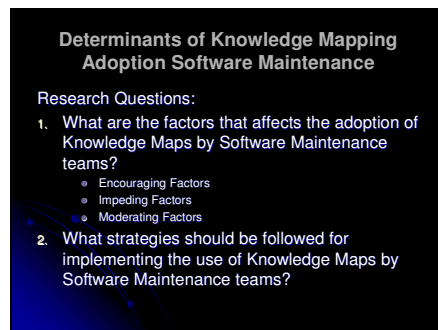 Determinants of Knowledge Mapping
Adoption Software Maintenance
Research Questions:
1. What are the factors that affects the adoption of
Knowledge Maps by Software Maintenance
teams?
Encouraging Factors
Impeding Factors
Moderating Factors
2. What strategies should be followed for
implementing the use of Knowledge Maps by
Software Maintenance teams?